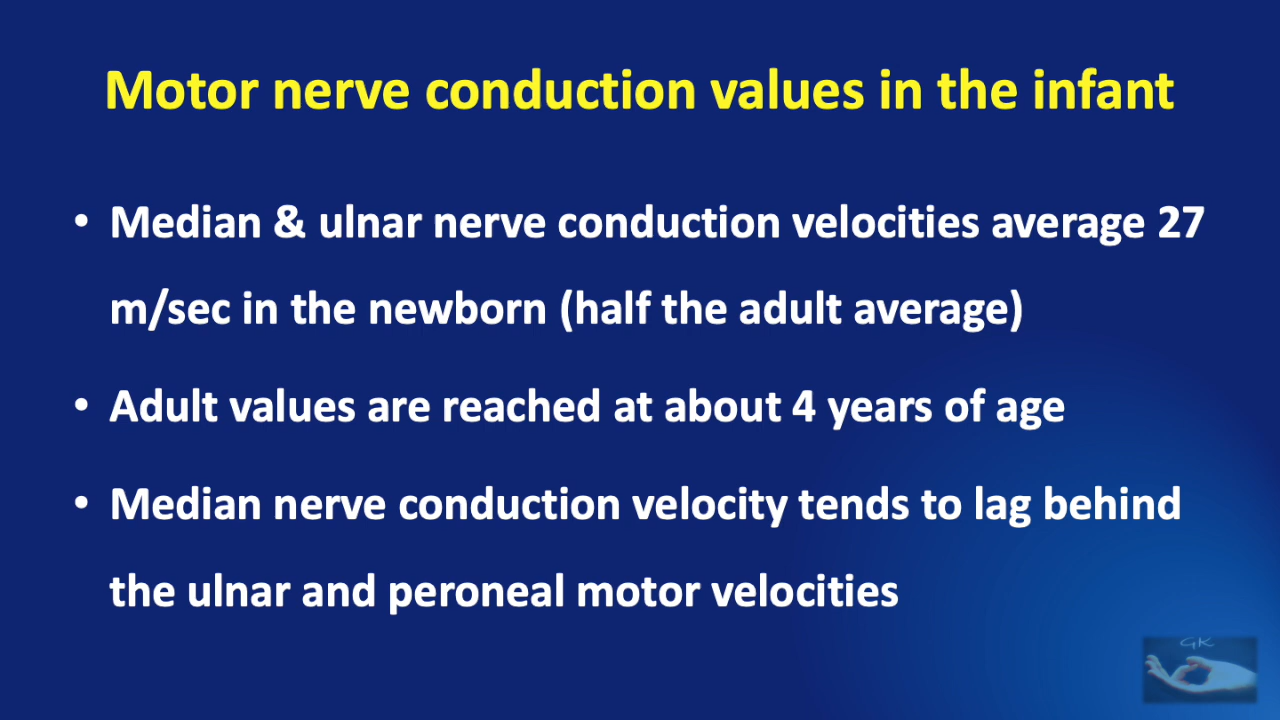 Motor nerve conduction values in the infant
• Median & ulnar nerve conduction velocities average 27
m/sec in the newborn (half the adult average)
• Adult values are reached at about 4 years of age
• Median nerve conduction velocity tends to lag behind
the ulnar and peroneal motor velocities
GK